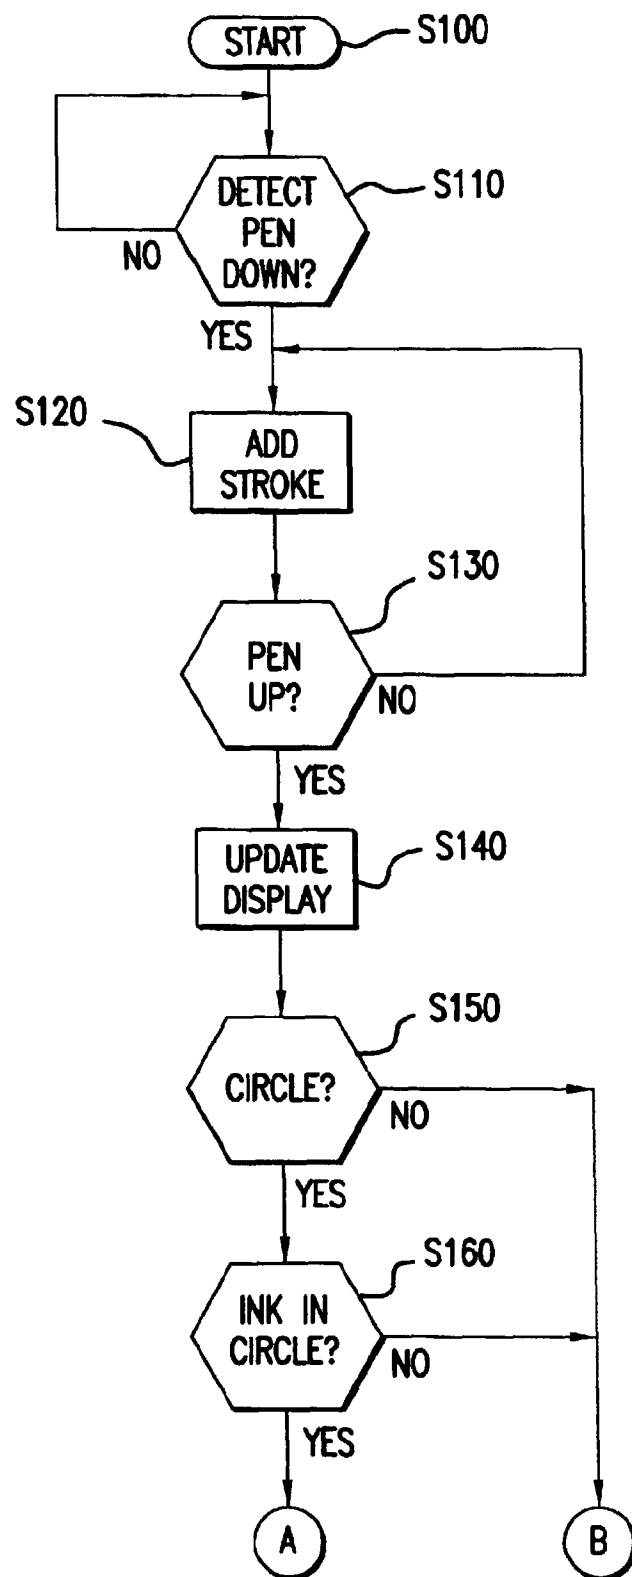 START
S100
DETECT
PEN
DOWN?
S110
NO
YES
S120
ADD
STROKE
S130
PEN
UP?
NO
YES
UPDATE
DISPLAY
S140
S150
CIRCLE?
NO
YES
S160
INK IN
CIRCLE?
NO
YES
A
B